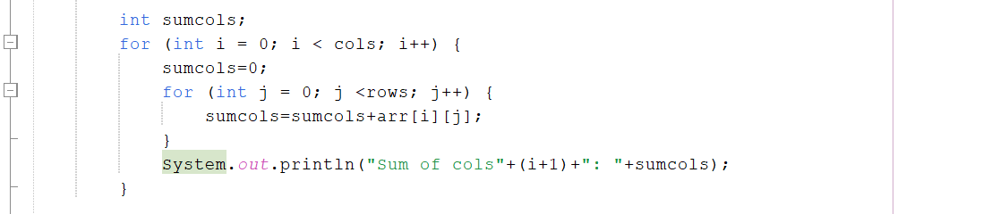 int sumcols;
for (int i = 0; i < cols; i++) {
sumcols=0;
for (int j = 0; j <rows; j++) {
sumcols=sumcols+arr[i][j];
}
System.out.println("Sum of cols"+(i+1)+": "+sumcols);
}